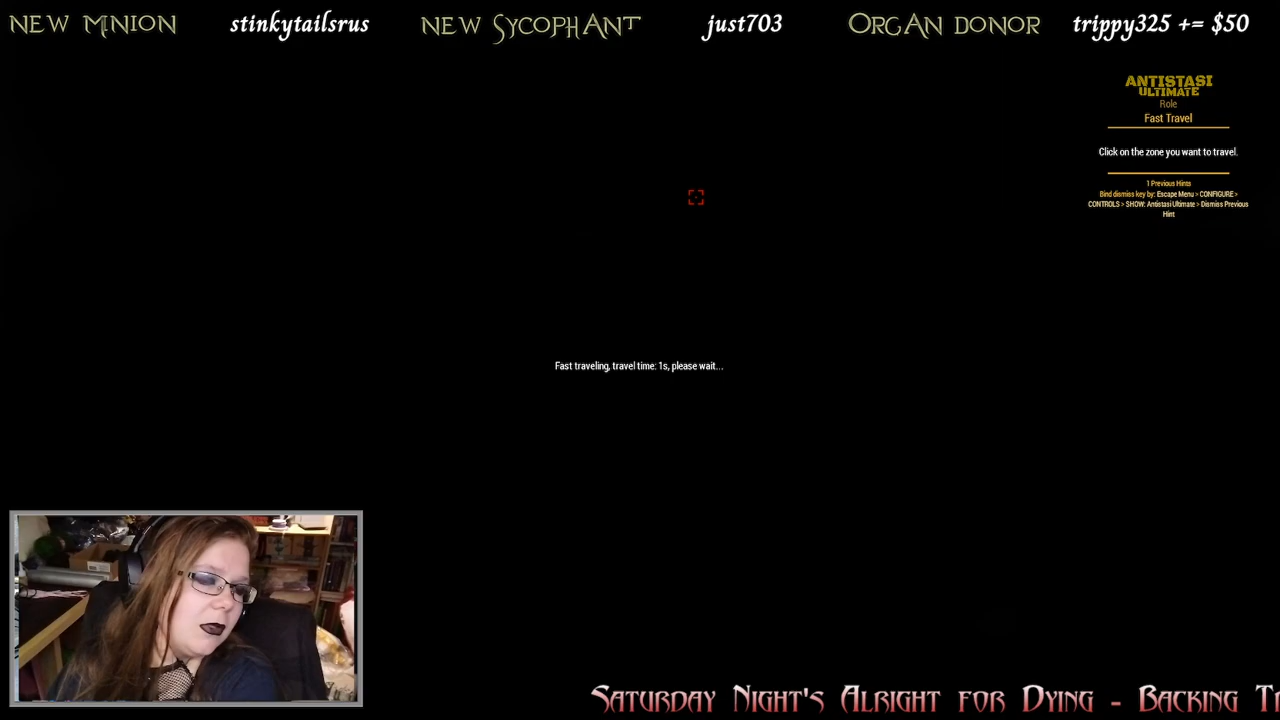 NEW MINION stinkytailsrus NEW SYCOPHANT just703 ORGAN DONOR trippy325 += $50
ANTISTASI
ULTIMATE
Role
Fast Travel
Click on the zone you want to travel.
1 Previous Hints
Bind dismiss key by: Escape Menu > CONFIGURE >
CONTROLS > SHOW: Antistasi Ultimate > Dismiss Previous
Hint
Fast traveling, travel time: 1s, please wait...
SATURDAY NIGHT'S ALRIGHT FOR DYING - BACKING